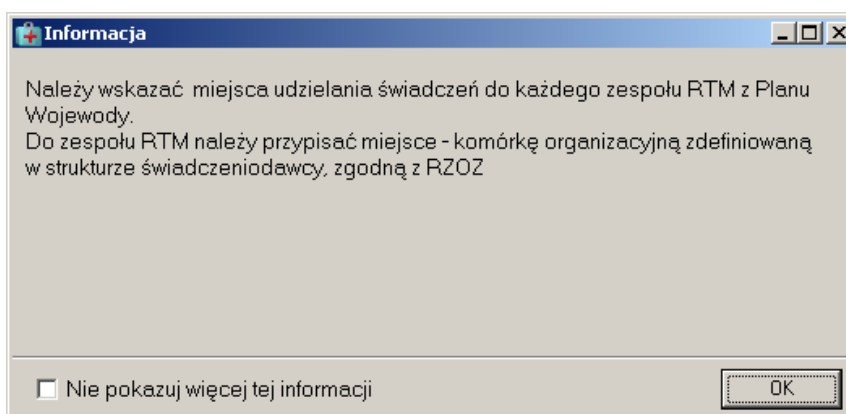 Informacja
Należy wskazać miejsca udzielania świadczeń do każdego zespołu RTM z Planu
Wojewody.
Do zespołu RTM należy przypisać miejsce - komórkę organizacyjną zdefiniowaną
w strukturze świadczeniodawcy, zgodną z RZOZ
Nie pokazuj więcej tej informacji
OK